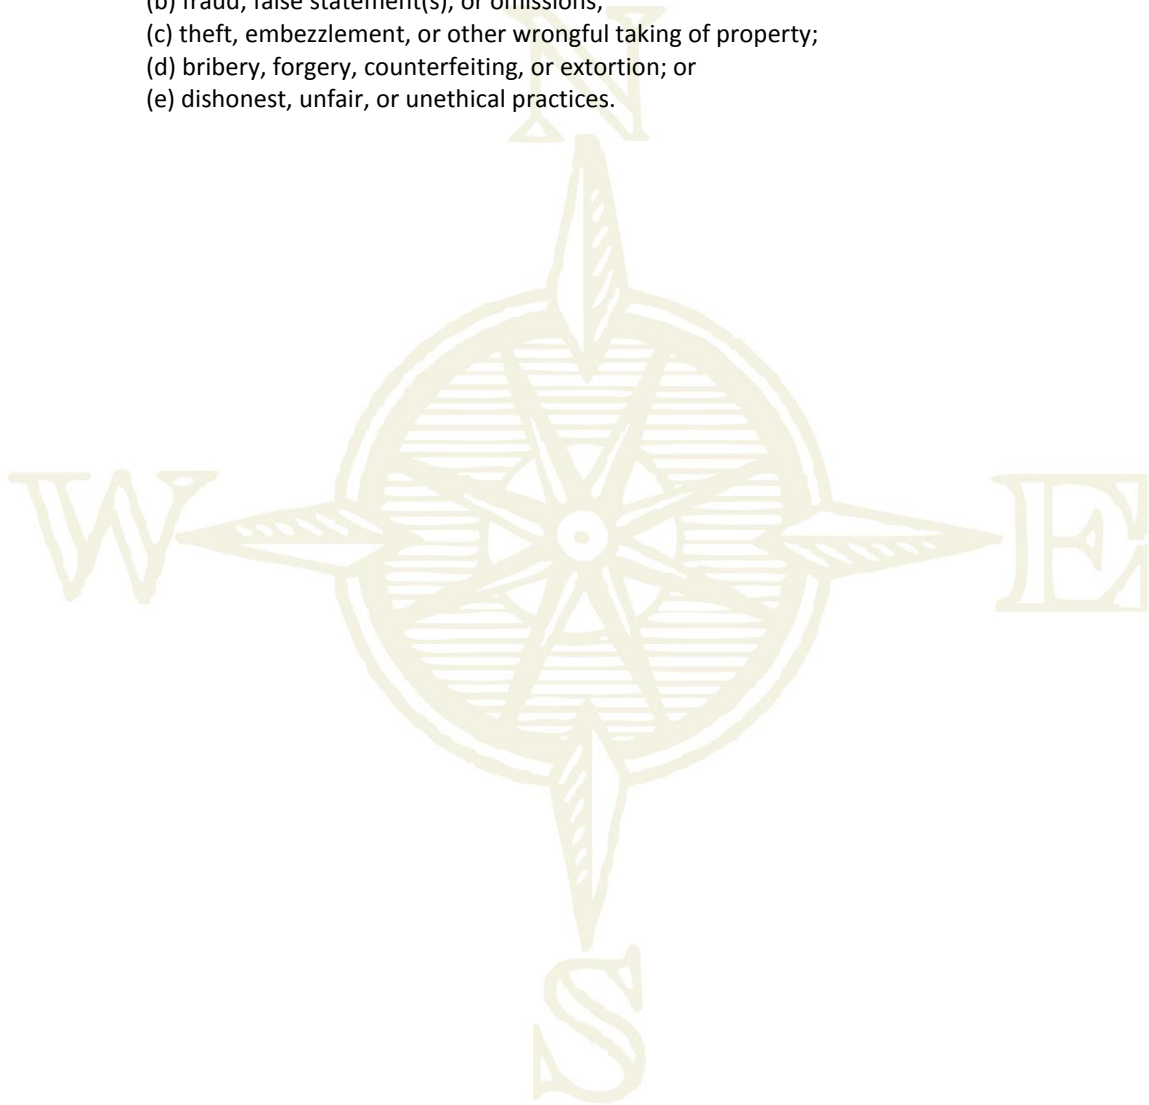 (b) fraud, false statement(s), or omissions;
(c) theft, embezzlement, or other wrongful taking of property;
(d) bribery, forgery, counterfeiting, or extortion; or
(e) dishonest, unfair, or unethical practices.
N
W
E
S